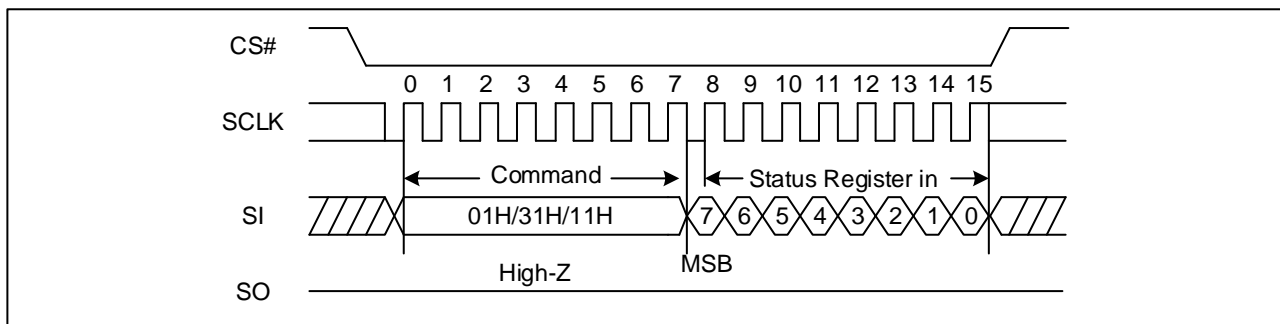 CS#
0 1 2 3 4 5 6 7 8 9 10 11 12 13 14 15
SCLK
Command Status Register in
SI 01H/31H/11H 7 6 5 4 3 2 1 0
High-Z MSB
SO